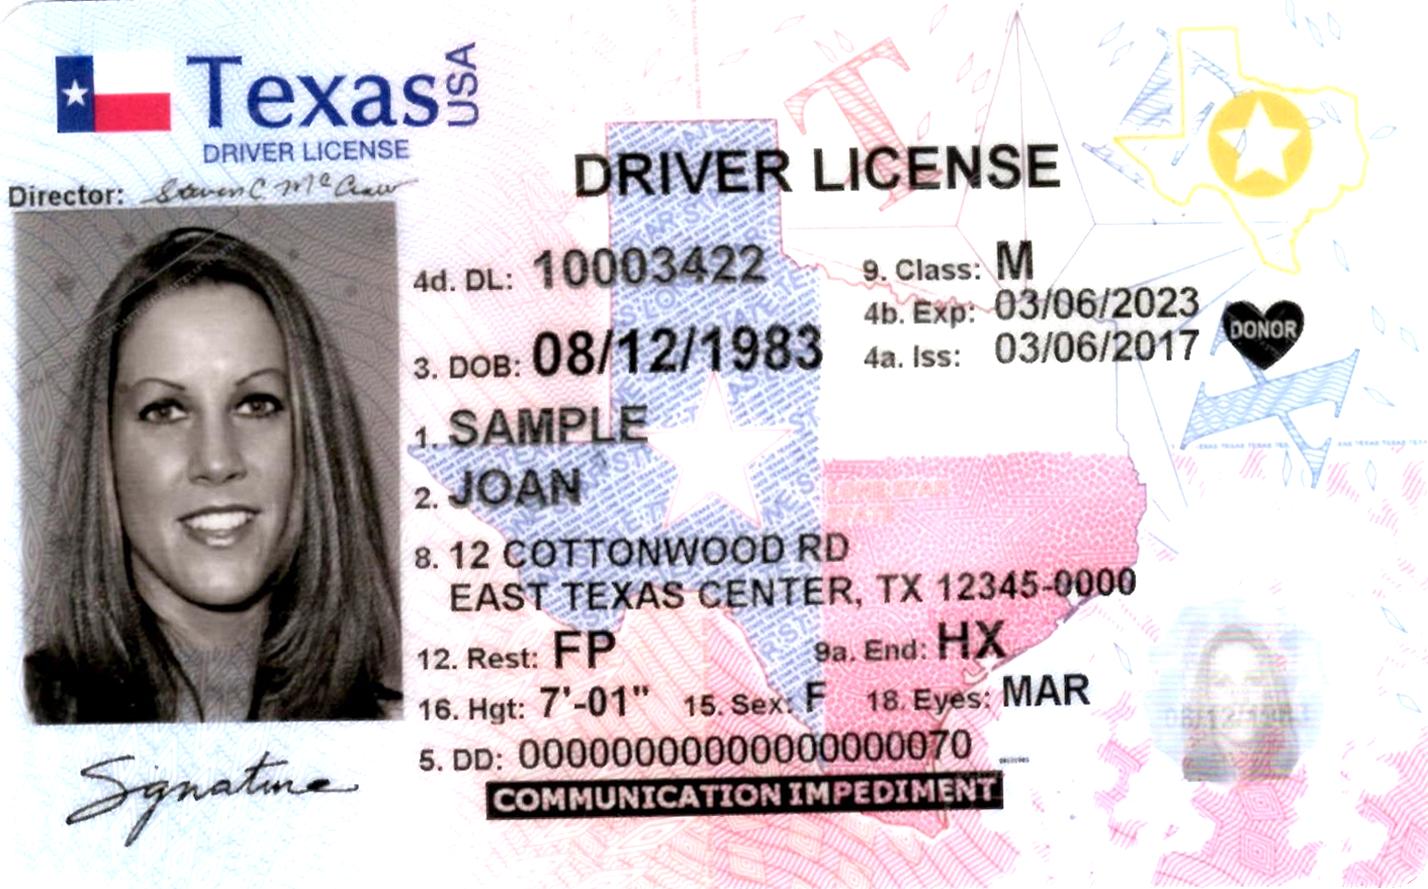 Texas USA
DRIVER LICENSE
Director: Steven C McCraw
DRIVER LICENSE
4d. DL: 10003422
9. Class: M
4b. Exp: 03/06/2023
4a. Iss: 03/06/2017
DONOR
3. DOB: 08/12/1983
1. SAMPLE
2. JOAN
8. 12 COTTONWOOD RD
EAST TEXAS CENTER, TX 12345-0000
12. Rest: FP
9a. End: HX
16. Hgt: 7'-01" 15. Sex: F 18. Eyes: MAR
5. DD: 00000000000000000070
COMMUNICATION IMPEDIMENT
Signature